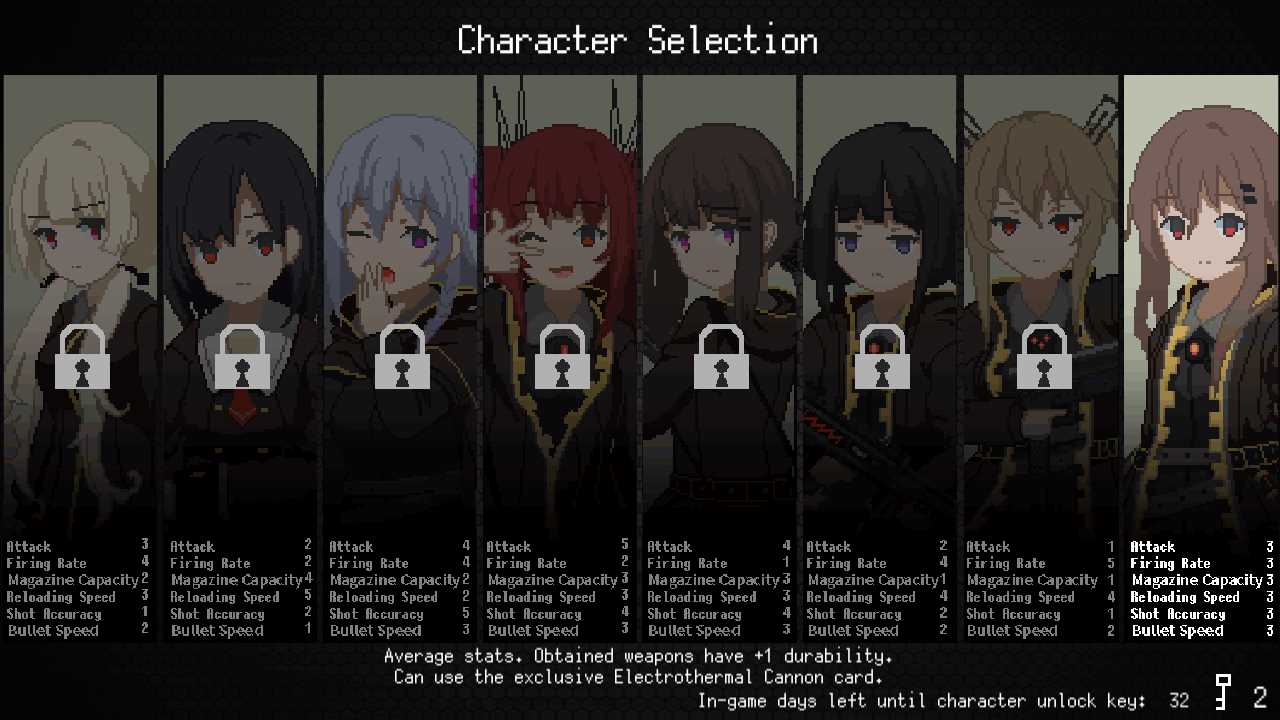 Character Selection
Attack 3
Firing Rate 4
Magazine Capacity 2
Reloading Speed 3
Shot Accuracy 1
Bullet Speed 2
Attack 2
Firing Rate 2
Magazine Capacity 4
Reloading Speed 5
Shot Accuracy 2
Bullet Speed 1
Attack 4
Firing Rate 4
Magazine Capacity 2
Reloading Speed 2
Shot Accuracy 5
Bullet Speed 3
Attack 5
Firing Rate 2
Magazine Capacity 3
Reloading Speed 3
Shot Accuracy 4
Bullet Speed 3
Attack 4
Firing Rate 1
Magazine Capacity 3
Reloading Speed 3
Shot Accuracy 4
Bullet Speed 3
Attack 2
Firing Rate 4
Magazine Capacity 1
Reloading Speed 4
Shot Accuracy 2
Bullet Speed 2
Attack 1
Firing Rate 5
Magazine Capacity 1
Reloading Speed 4
Shot Accuracy 1
Bullet Speed 2
Attack 3
Firing Rate 3
Magazine Capacity 3
Reloading Speed 3
Shot Accuracy 3
Bullet Speed 3
Average stats. Obtained weapons have +1 durability.
Can use the exclusive Electrothermal Cannon card.
In-game days left until character unlock key: 32 2